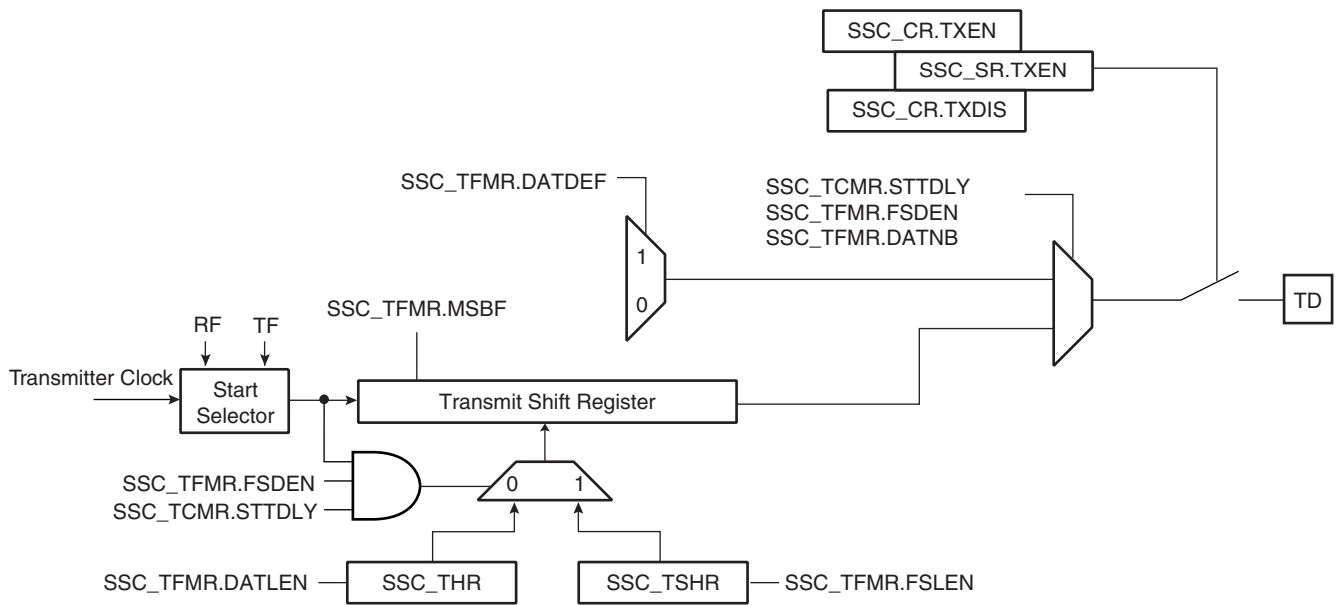 SSC_CR.TXEN
SSC_SR.TXEN
SSC_CR.TXDIS
SSC_TFMR.DATDEF
SSC_TCMR.STTDLY
SSC_TFMR.FSDEN
SSC_TFMR.DATNB
1
0
TD
SSC_TFMR.MSBF
RF TF
Transmitter Clock
Start
Selector
Transmit Shift Register
SSC_TFMR.FSDEN
SSC_TCMR.STTDLY
0 1
SSC_TFMR.DATLEN
SSC_THR
SSC_TSHR
SSC_TFMR.FSLEN